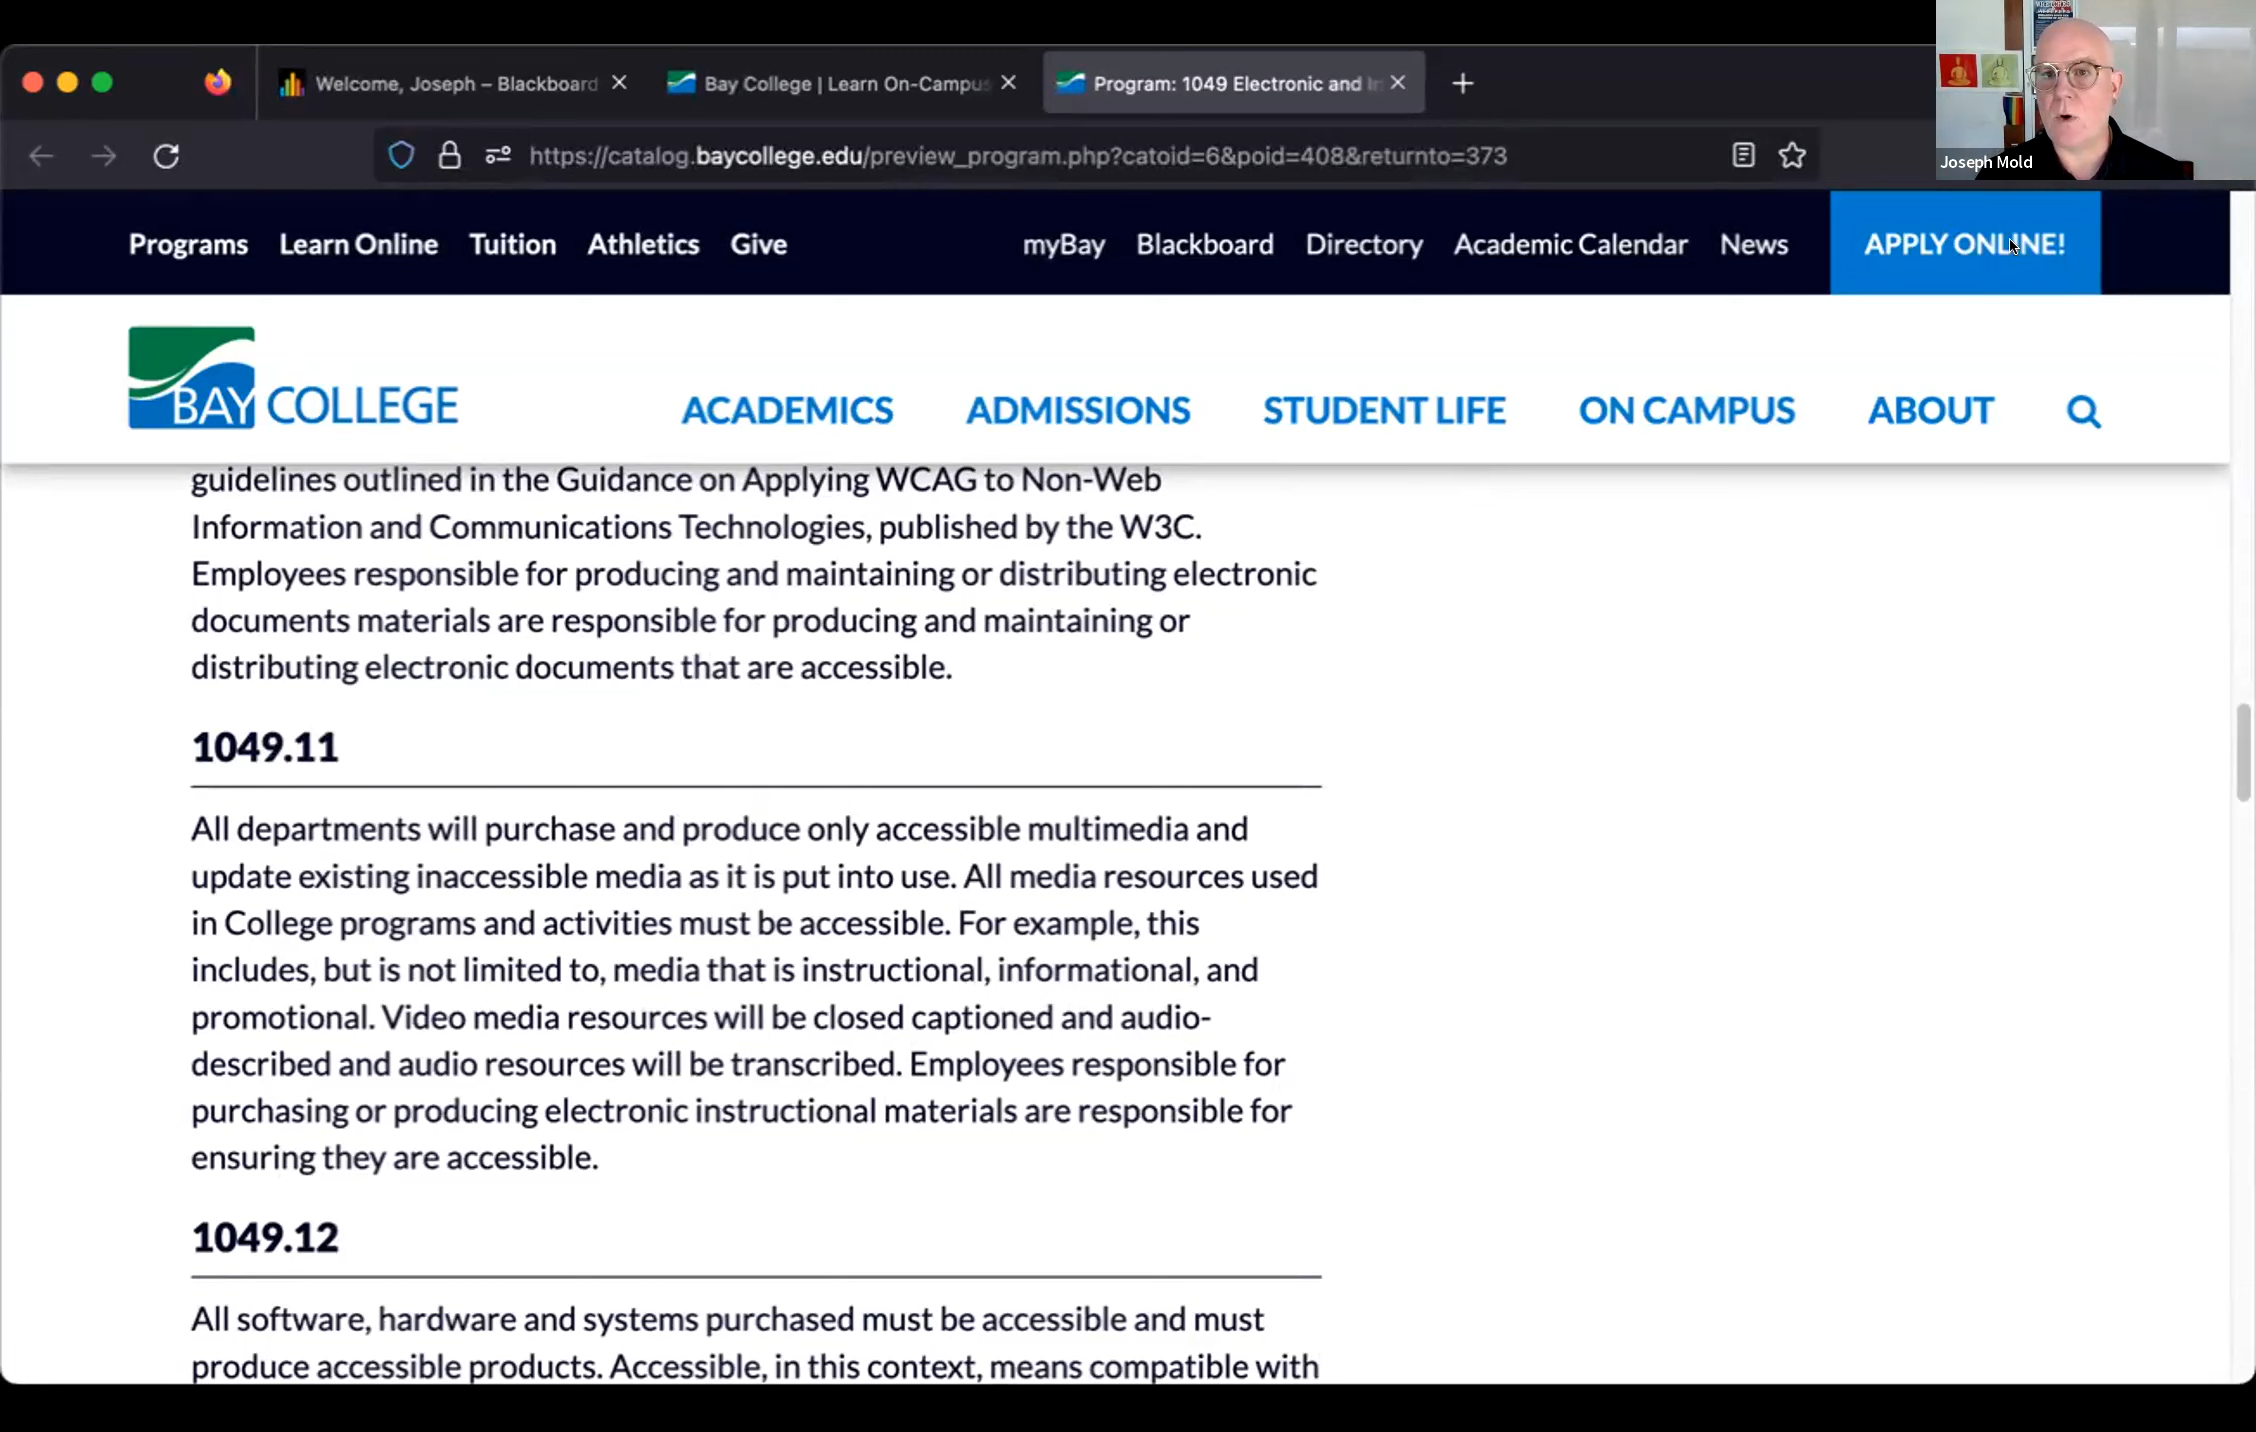 WRETCHES
Joseph Mold
Welcome, Joseph – Blackboard
Bay College | Learn On-Campus
Program: 1049 Electronic and In
https://catalog.baycollege.edu/preview_program.php?catoid=6&poid=408&returnto=373
Programs Learn Online Tuition Athletics Give myBay Blackboard Directory Academic Calendar News APPLY ONLINE!
BAY COLLEGE
ACADEMICS ADMISSIONS STUDENT LIFE ON CAMPUS ABOUT
guidelines outlined in the Guidance on Applying WCAG to Non-Web
Information and Communications Technologies, published by the W3C.
Employees responsible for producing and maintaining or distributing electronic
documents materials are responsible for producing and maintaining or
distributing electronic documents that are accessible.
1049.11
All departments will purchase and produce only accessible multimedia and
update existing inaccessible media as it is put into use. All media resources used
in College programs and activities must be accessible. For example, this
includes, but is not limited to, media that is instructional, informational, and
promotional. Video media resources will be closed captioned and audio-
described and audio resources will be transcribed. Employees responsible for
purchasing or producing electronic instructional materials are responsible for
ensuring they are accessible.
1049.12
All software, hardware and systems purchased must be accessible and must
produce accessible products. Accessible, in this context, means compatible with